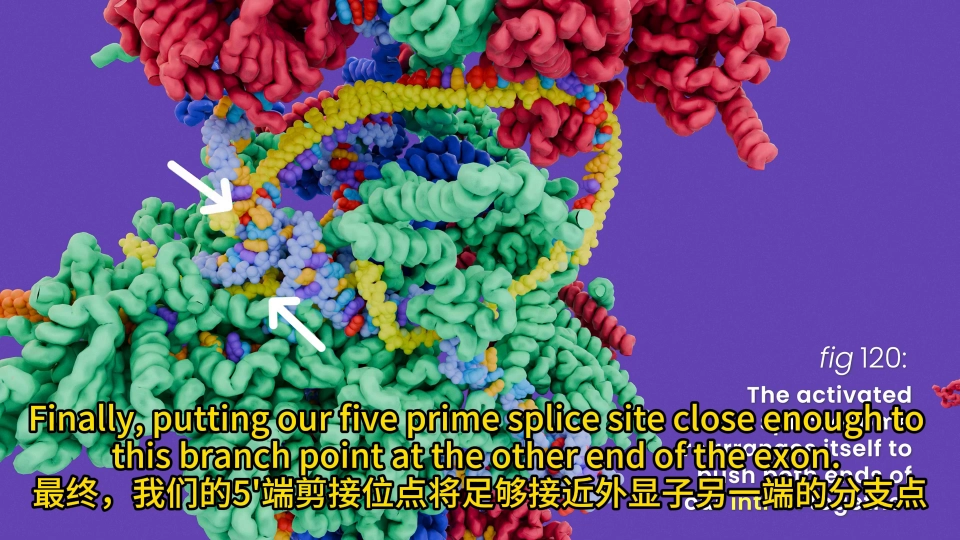 fig 120:
The activated
itself to
Finally, putting our five prime splice site close enough to
this branch point at the other end of the exon.
最终，我们的5'端剪接位点将足够接近外显子另一端的分支点